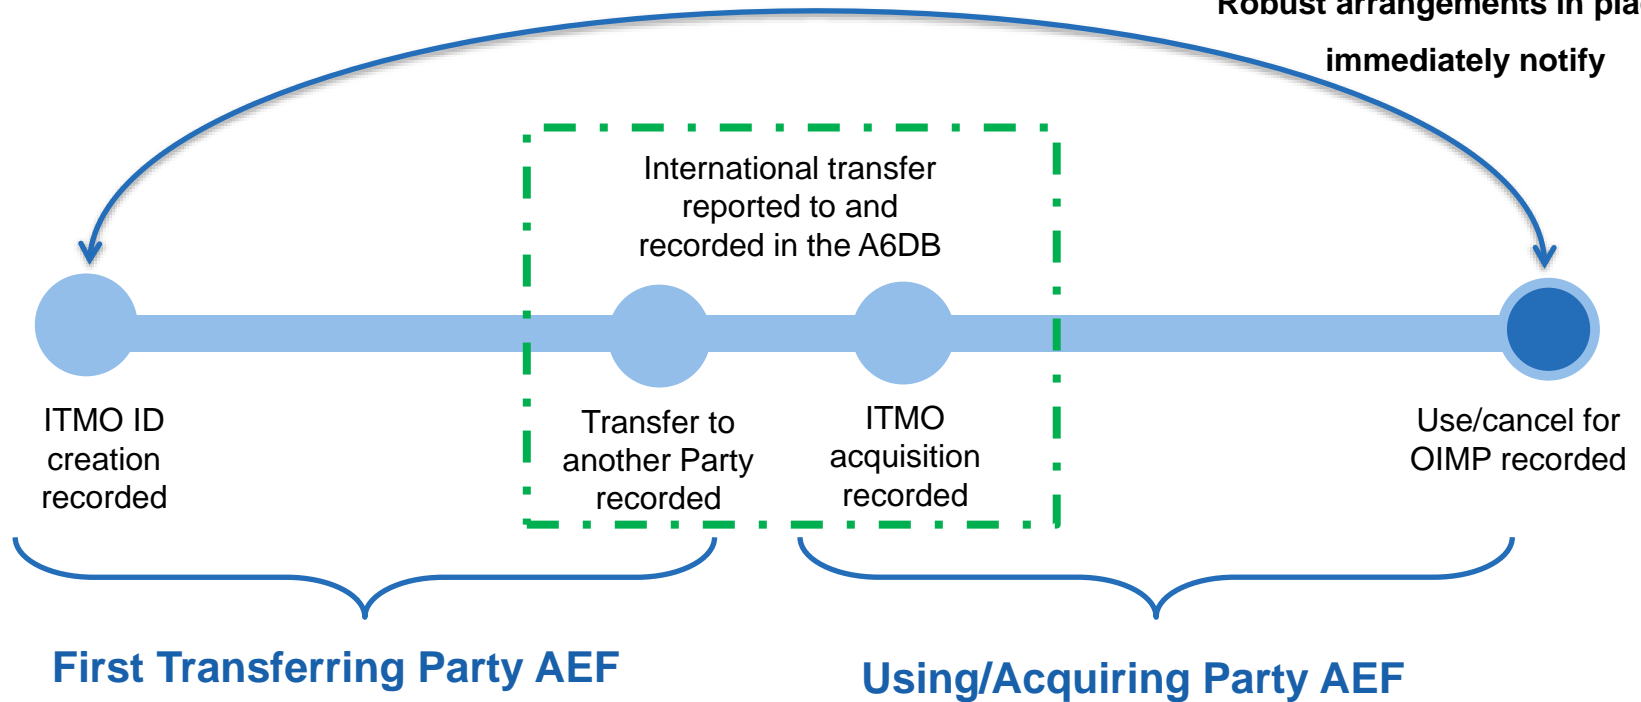 Robust arrangements in
immediately notify
International transfer
reported to and
recorded in the A6DB
ITMO ID
creation
recorded
Transfer to
another Party
recorded
ITMO
acquisition
recorded
Use/cancel for
OIMP recorded
First Transferring Party AEF
Using/Acquiring Party AEF